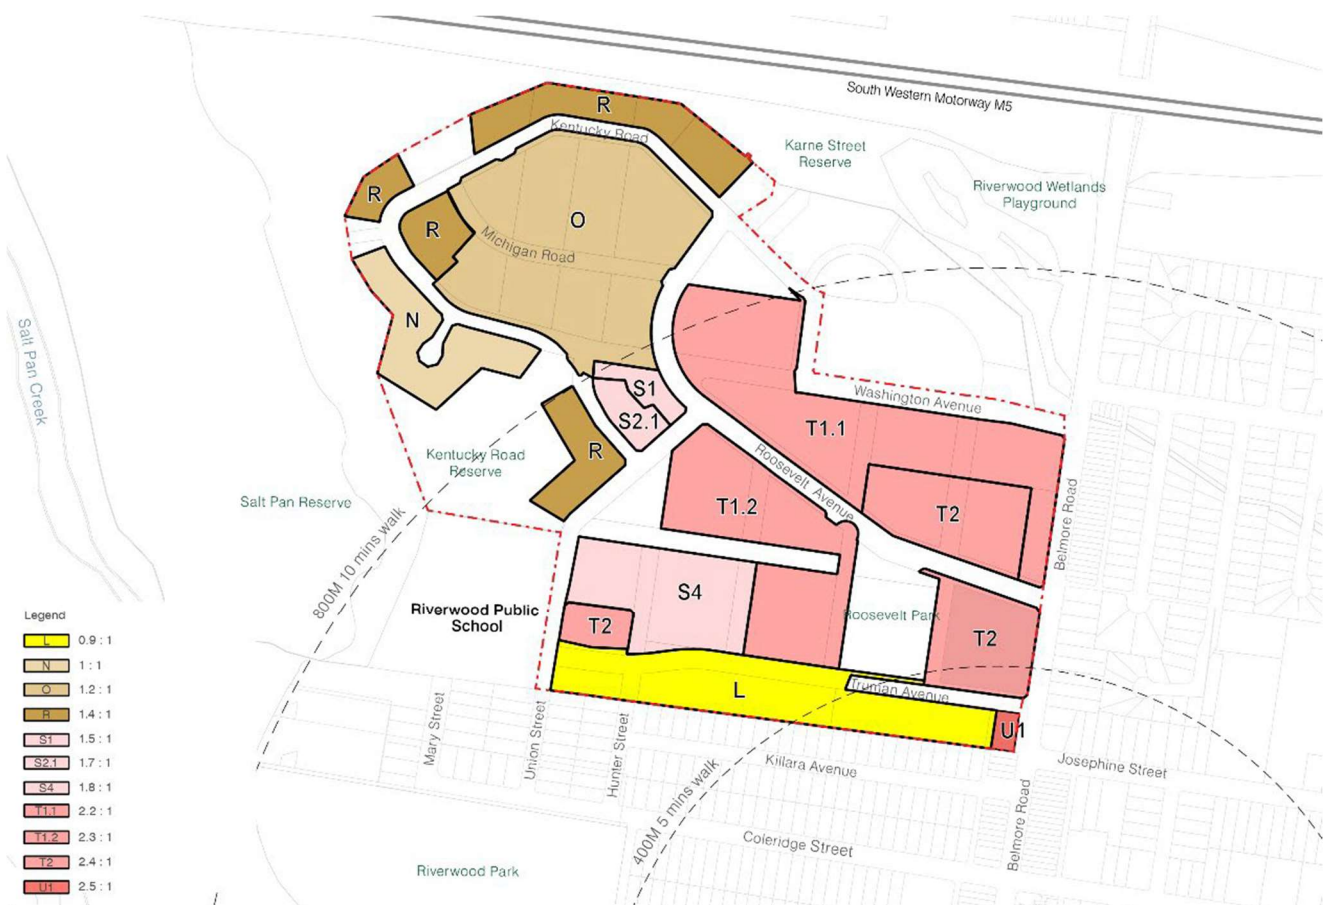 South Western Motorway M5
R
Kentucky Road
Karne Street
Reserve
Riverwood Wetlands
Playground
R
R
O
Michigan Road
N
Salt Pan Creek
S1
S2.1
Washington Avenue
T1.1
Kentucky Road
Reserve
R
Roosevelt Avenue
Salt Pan Reserve
T1.2
T2
Belmore Road
800M 10 mins walk
Riverwood Public
School
S4
T2
Roosevelt Park
T2
L
Truman Avenue
U1
Mary Street
Union Street
Hunter Street
Killara Avenue
Josephine Street
400M 5 mins walk
Belmore Road
Coleridge Street
Riverwood Park
Legend
L 0.9 : 1
N 1 : 1
O 1.2 : 1
R 1.4 : 1
S1 1.5 : 1
S2.1 1.7 : 1
S4 1.8 : 1
T1.1 2.2 : 1
T1.2 2.3 : 1
T2 2.4 : 1
U1 2.5 : 1